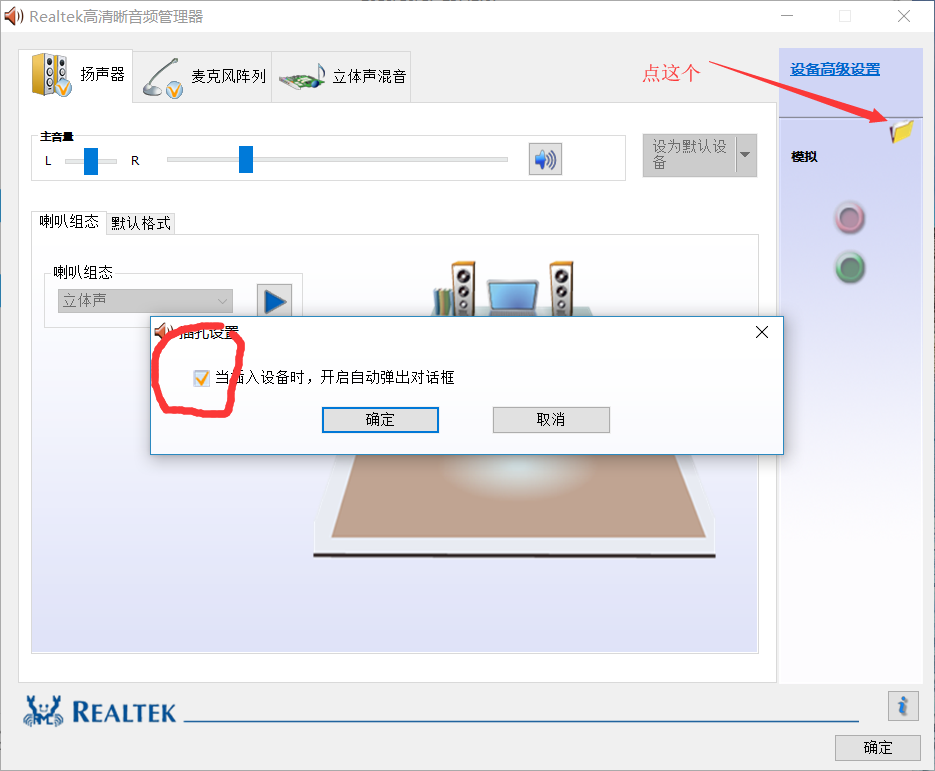 Realtek高清晰音频管理器
扬声器
麦克风阵列
立体声混音
点这个
设备高级设置
主音量
L
R
设为默认设
备
模拟
喇叭组态
默认格式
喇叭组态
立体声
插孔设置
当插入设备时，开启自动弹出对话框
确定
取消
REALTEK
i
确定